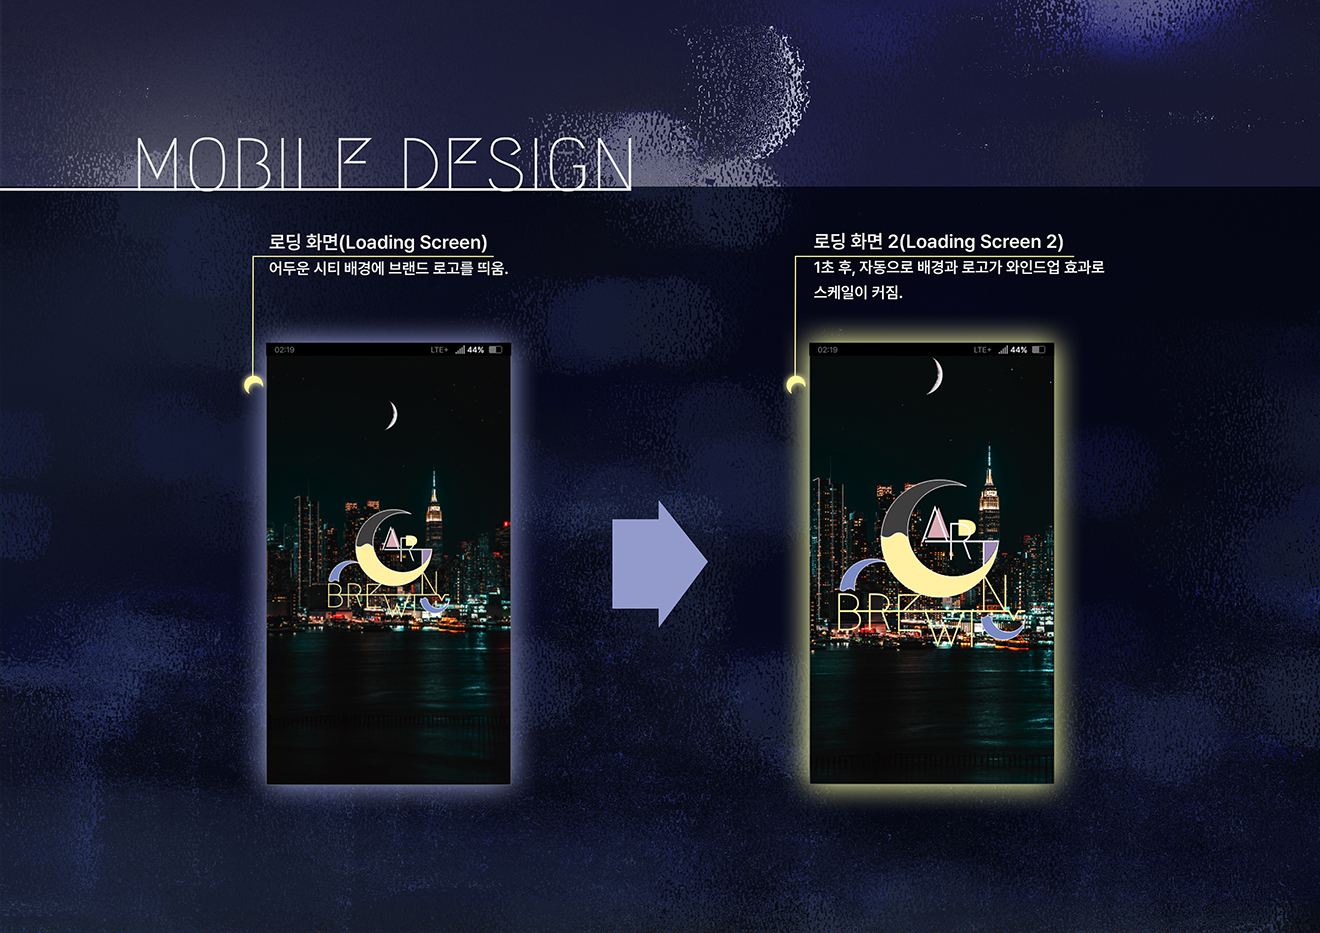 MOBILE DESIGN
로딩 화면(Loading Screen)
어두운 시티 배경에 브랜드 로고를 띄움.
로딩 화면 2(Loading Screen 2)
1초 후, 자동으로 배경과 로고가 와인드업 효과로
스케일이 커짐.
02:19 LTE+ 44%
ART
BREWING
02:19 LTE+ 44%
ART
BREWING